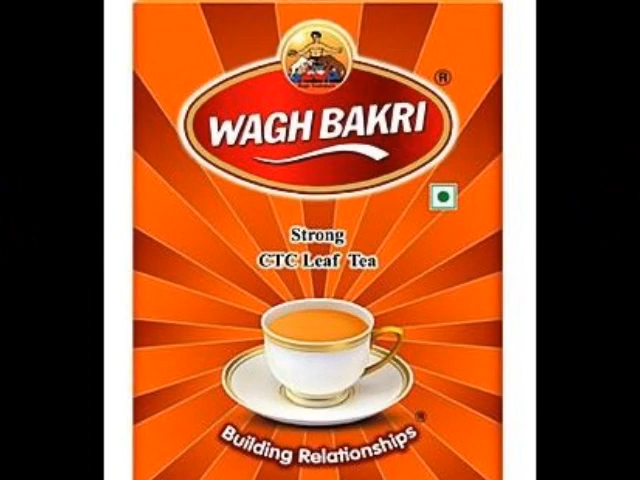 WAGH BAKRI
®
Strong
CTC Leaf Tea
Building Relationships®